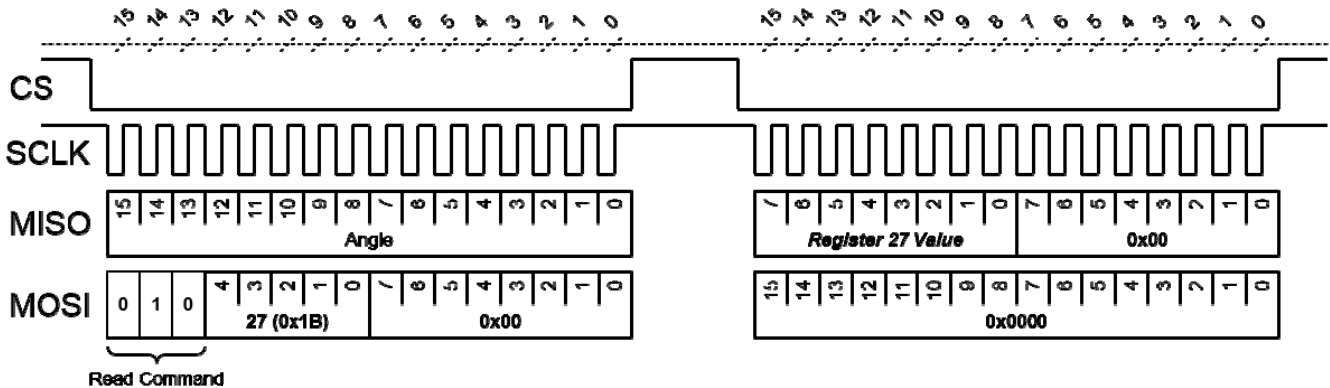 15 14 13 12 11 10 9 8 7 6 5 4 3 2 1 0 15 14 13 12 11 10 9 8 7 6 5 4 3 2 1 0
CS
SCLK
MISO 15 14 13 12 11 10 9 8 7 6 5 4 3 2 1 0 7 6 5 4 3 2 1 0 7 6 5 4 3 2 1 0
Angle Register 27 Value 0x00
MOSI 0 1 0 4 3 2 1 0 7 6 5 4 3 2 1 0 15 14 13 12 11 10 9 8 7 6 5 4 3 2 1 0
27 (0x1B) 0x00 0x0000
Read Command